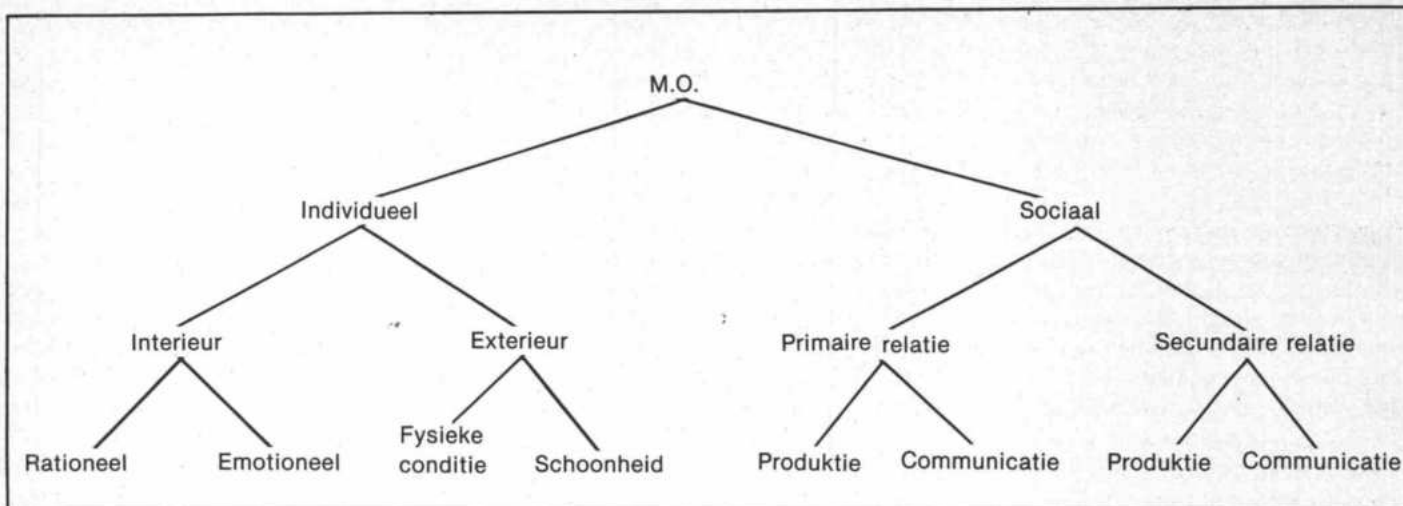 M.O.
Individueel Sociaal
Interieur Exterieur Primaire relatie Secundaire relatie
Rationeel Emotioneel Fysieke
conditie Schoonheid Produktie Communicatie Produktie Communicatie